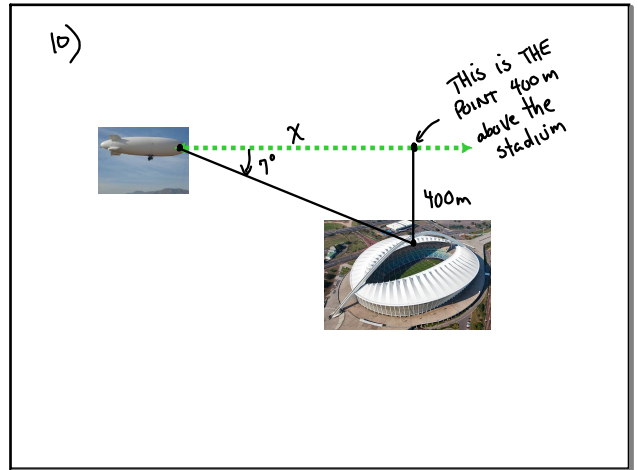 10)
THis is THE
POINT 400m
above the
stadium
x
7°
400m